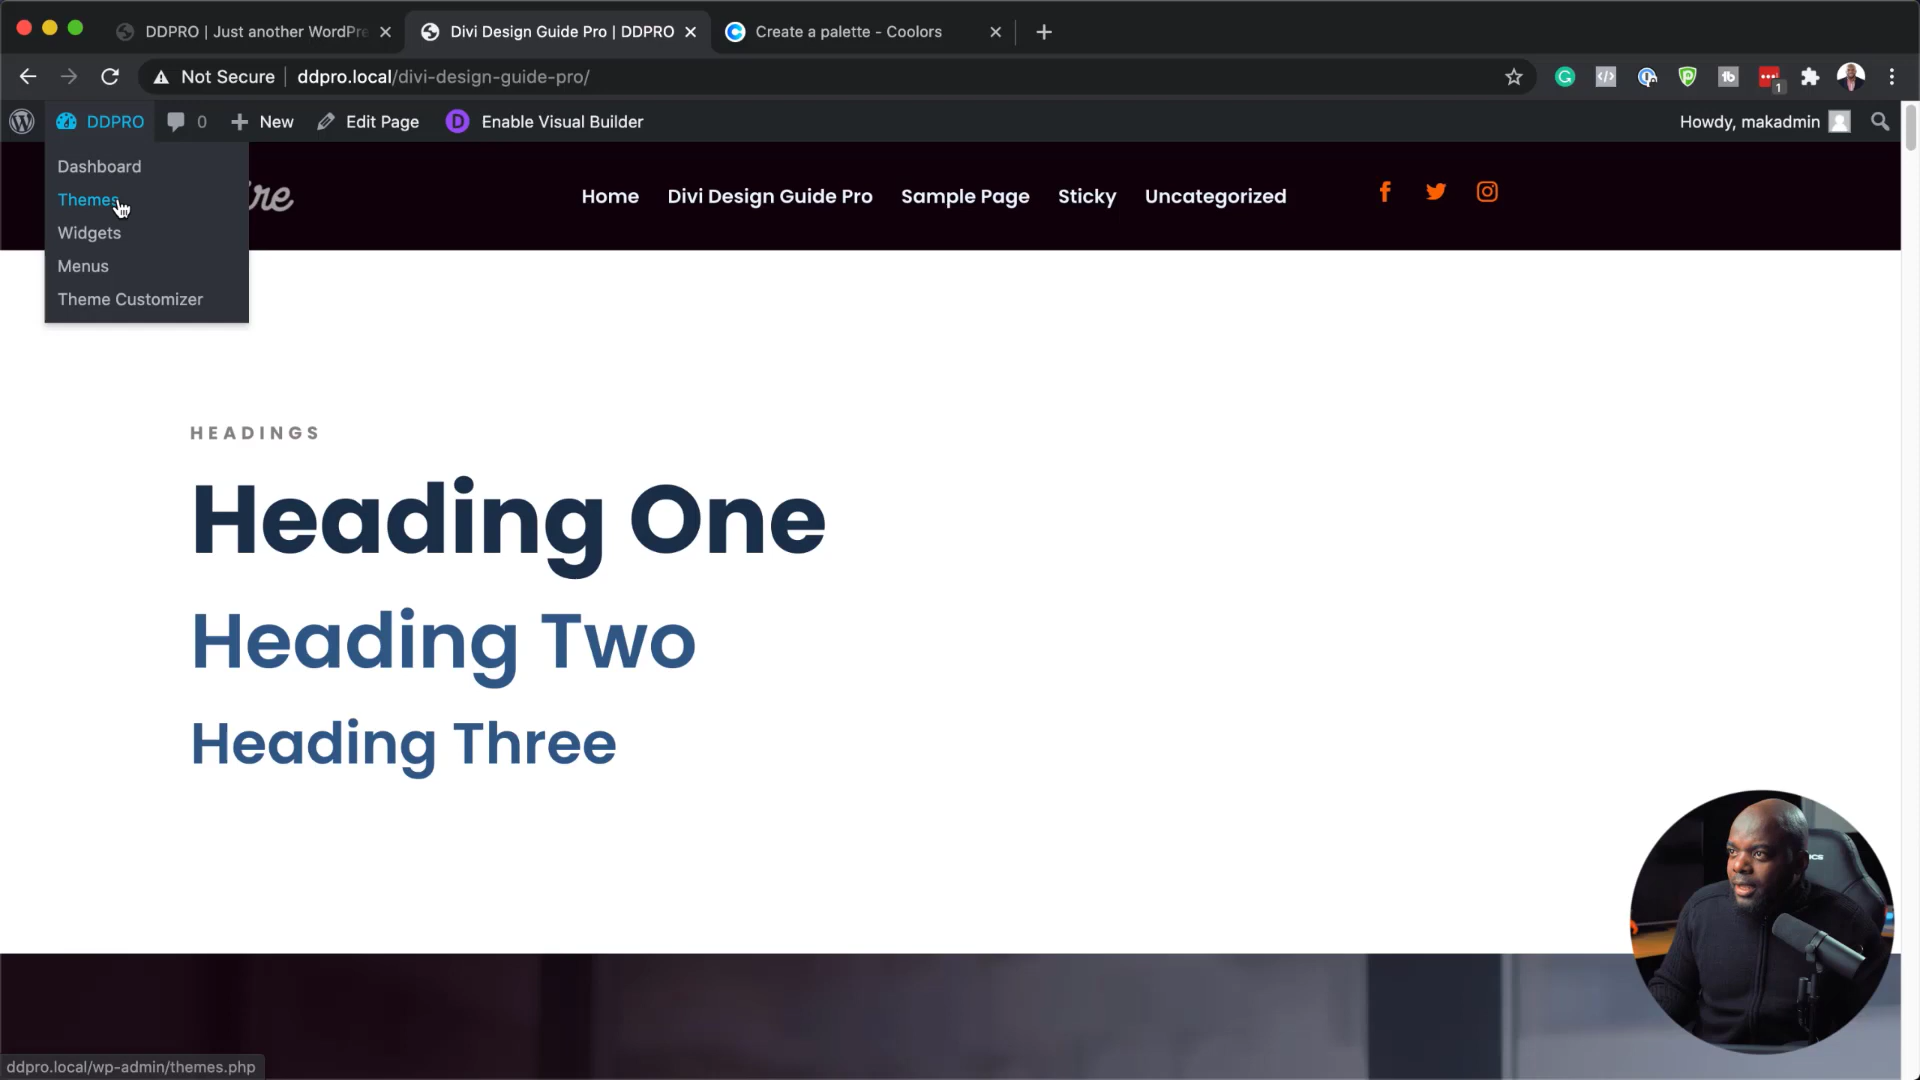 DDPRO | Just another WordPre
Divi Design Guide Pro | DDPRO
Create a palette - Coolors
Not Secure
ddpro.local/divi-design-guide-pro/
1
DDPRO
0
New
Edit Page
Enable Visual Builder
Howdy, makadmin
Dashboard
Themes
Widgets
Menus
Theme Customizer
Home
Divi Design Guide Pro
Sample Page
Sticky
Uncategorized
HEADINGS
Heading One
Heading Two
Heading Three
ddpro.local/wp-admin/themes.php